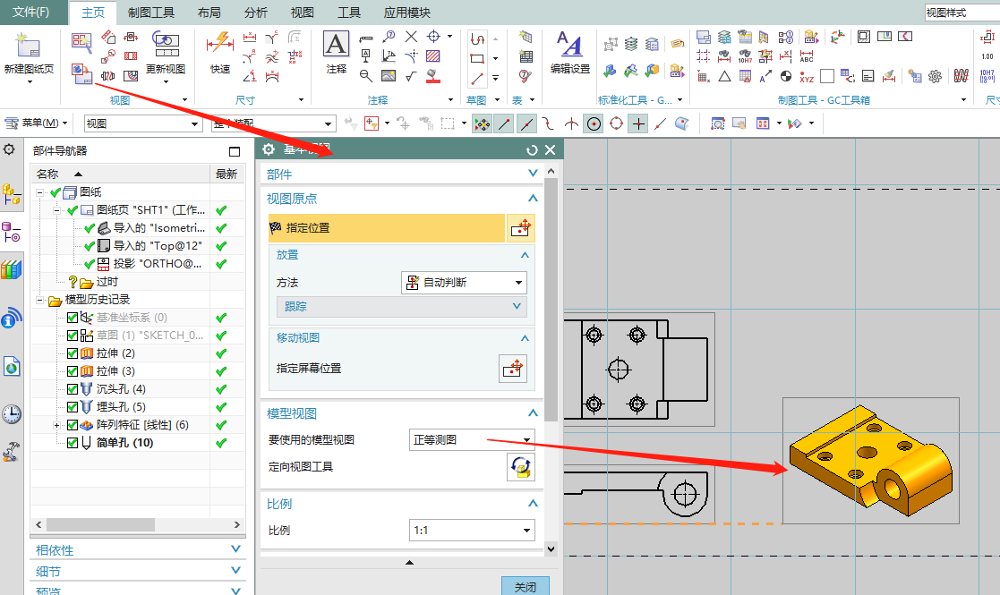 文件(F) 主页 制图工具 布局 分析 视图 工具 应用模块
视图样式
新建图纸页 更新视图 快速 注释 编辑设置
1.00
10H7
ABC
XYZ
视图 尺寸 注释 草图 表 标准化工具 - G... 制图工具 - GC工具箱
菜单(M) 视图 整个装配
部件导航器
名称 最新
图纸
图纸页 "SHT1" (工作...
导入的 "Isometri...
导入的 "Top@12"
投影 "ORTHO@...
过时
模型历史记录
基准坐标系 (0)
草图 (1) "SKETCH_0...
拉伸 (2)
拉伸 (3)
沉头孔 (4)
埋头孔 (5)
阵列特征 [线性] (6)
简单孔 (10)
相依性
细节
预览
基本视图
部件
视图原点
指定位置
放置
方法 自动判断
跟踪
移动视图
指定屏幕位置
模型视图
要使用的模型视图 正等测图
定向视图工具
比例
比例 1:1
关闭